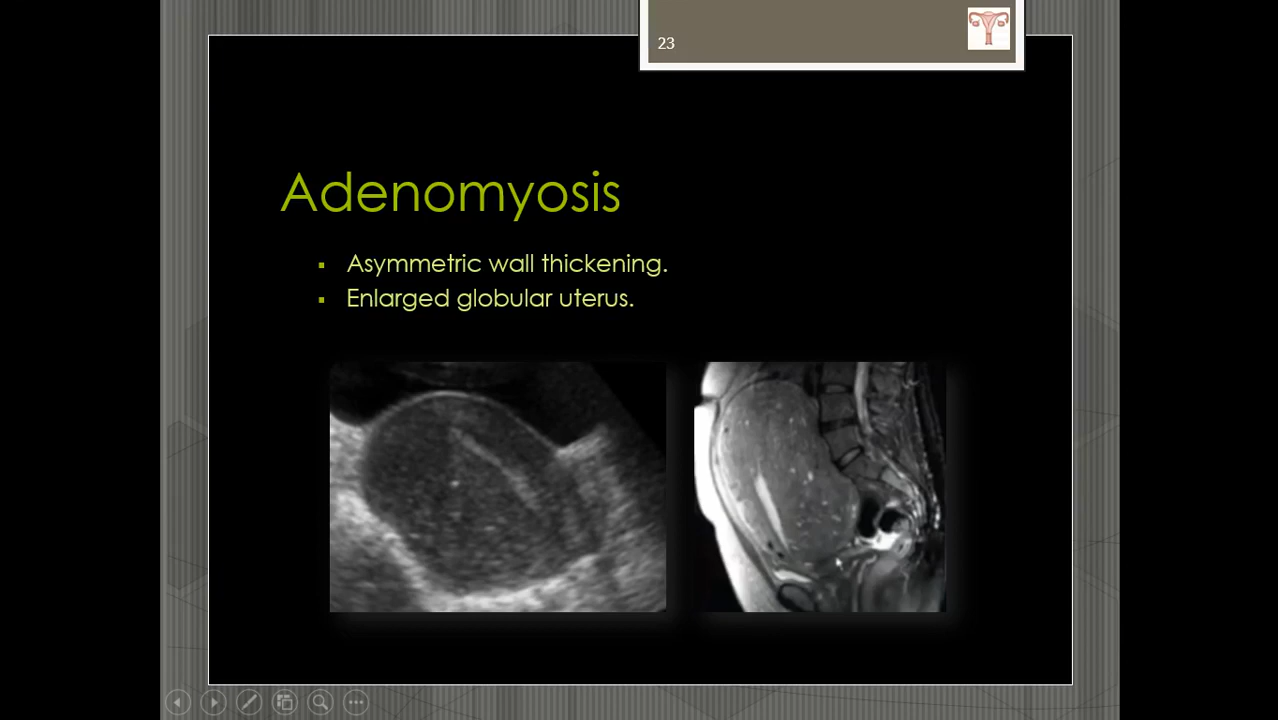 23
Adenomyosis
▪ Asymmetric wall thickening.
▪ Enlarged globular uterus.